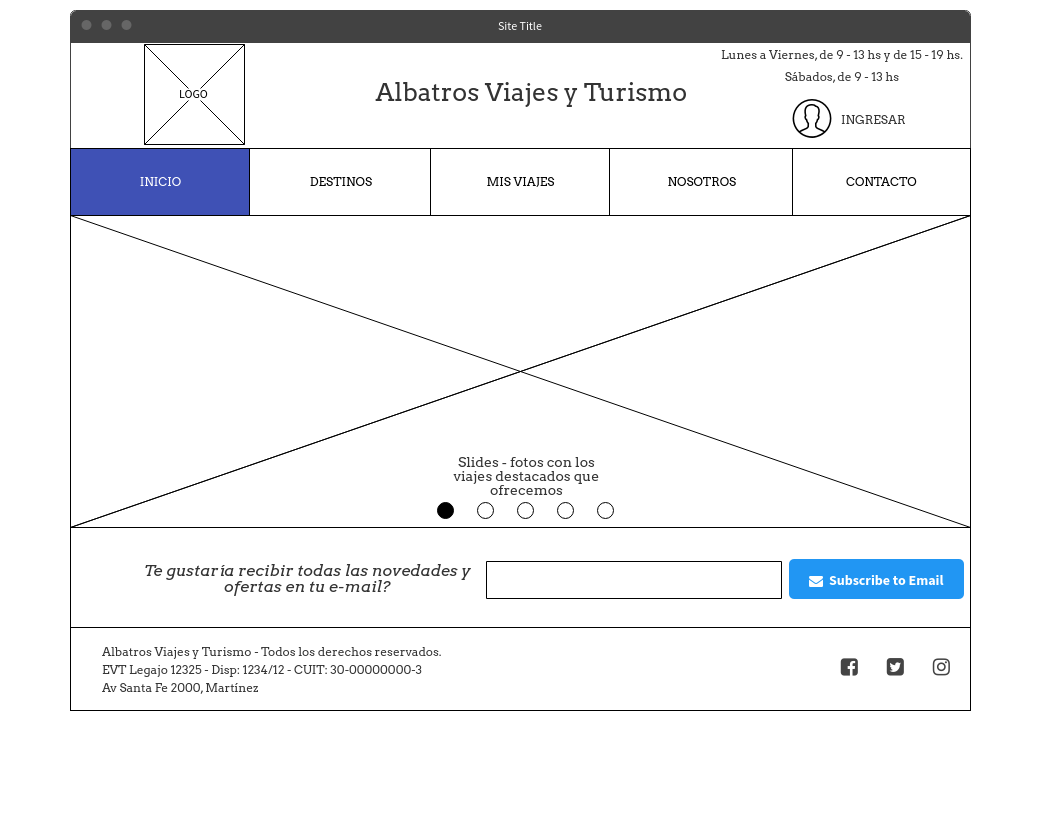 Site Title
LOGO
Albatros Viajes y Turismo
Lunes a Viernes, de 9 - 13 hs y de 15 - 19 hs.
Sábados, de 9 - 13 hs
INGRESAR
INICIO
DESTINOS
MIS VIAJES
NOSOTROS
CONTACTO
Slides - fotos con los
viajes destacados que
ofrecemos
Te gustaría recibir todas las novedades y
ofertas en tu e-mail?
Subscribe to Email
Albatros Viajes y Turismo - Todos los derechos reservados.
EVT Legajo 12325 - Disp: 1234/12 - CUIT: 30-00000000-3
Av Santa Fe 2000, Martínez